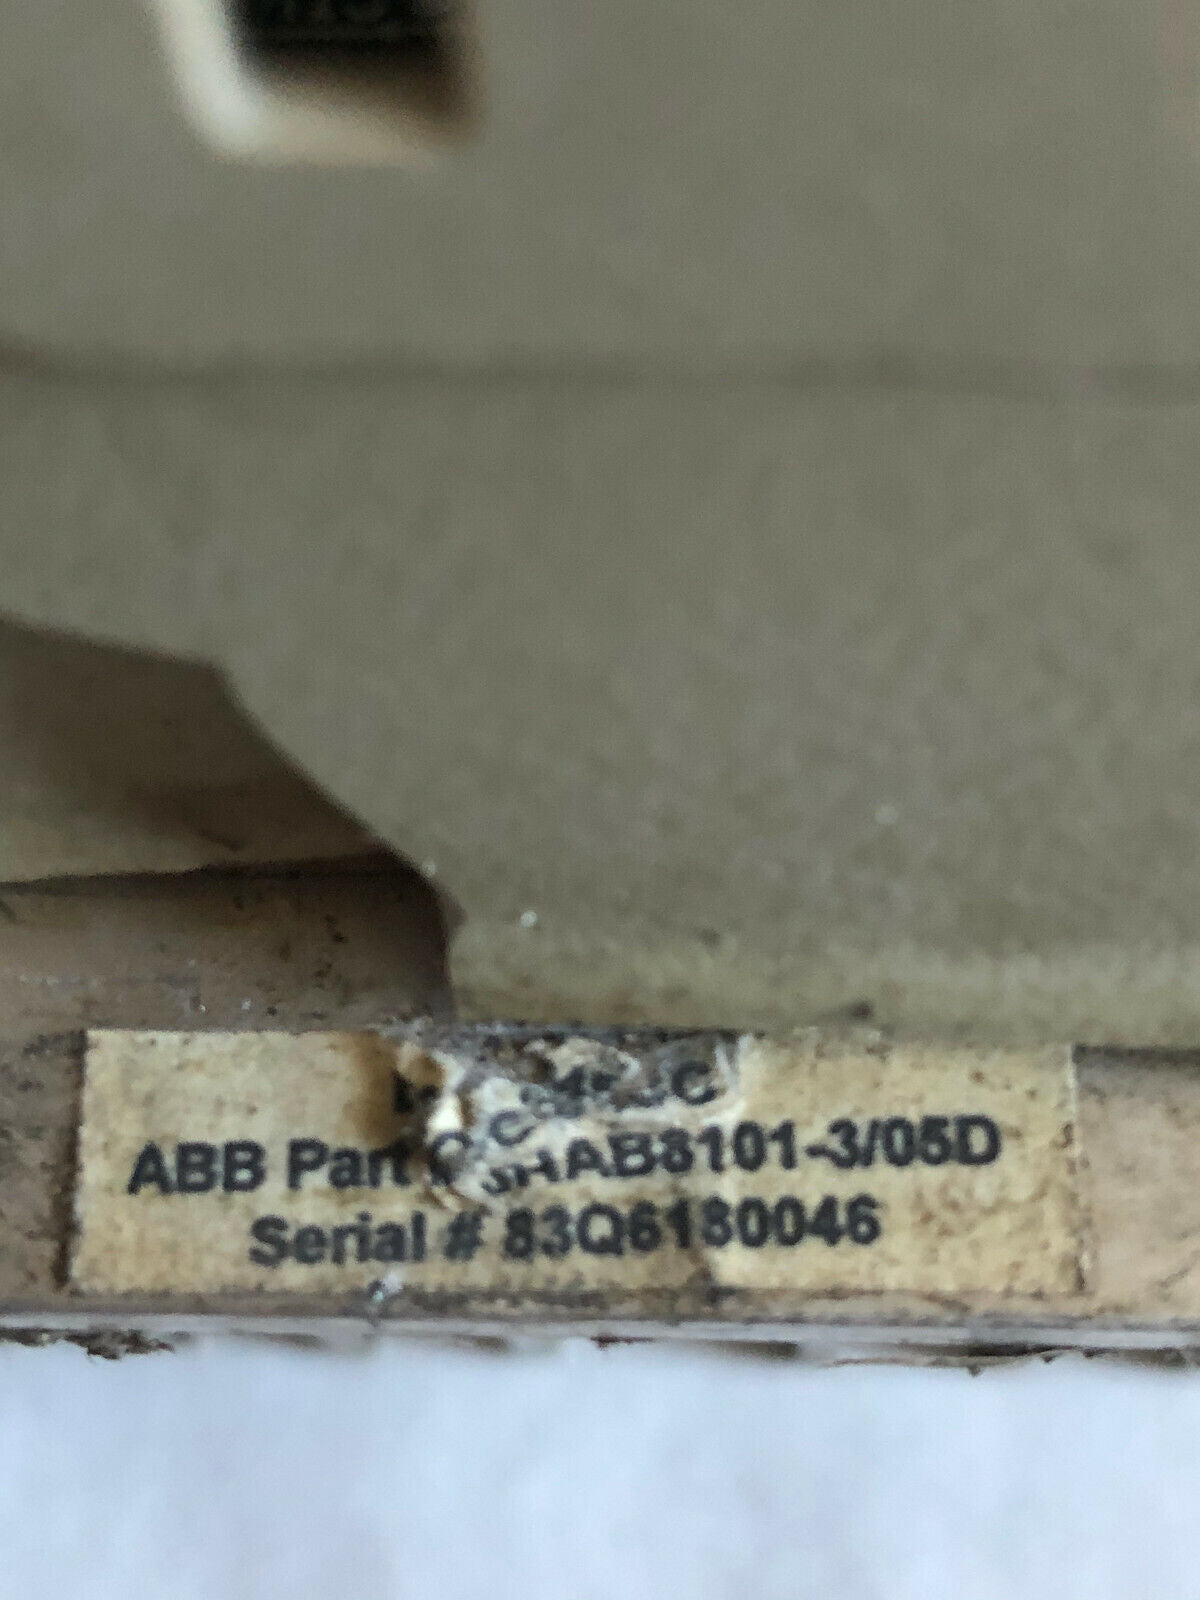 ABB Part # 3HAB8101-3/05D
Serial # 83Q6180046